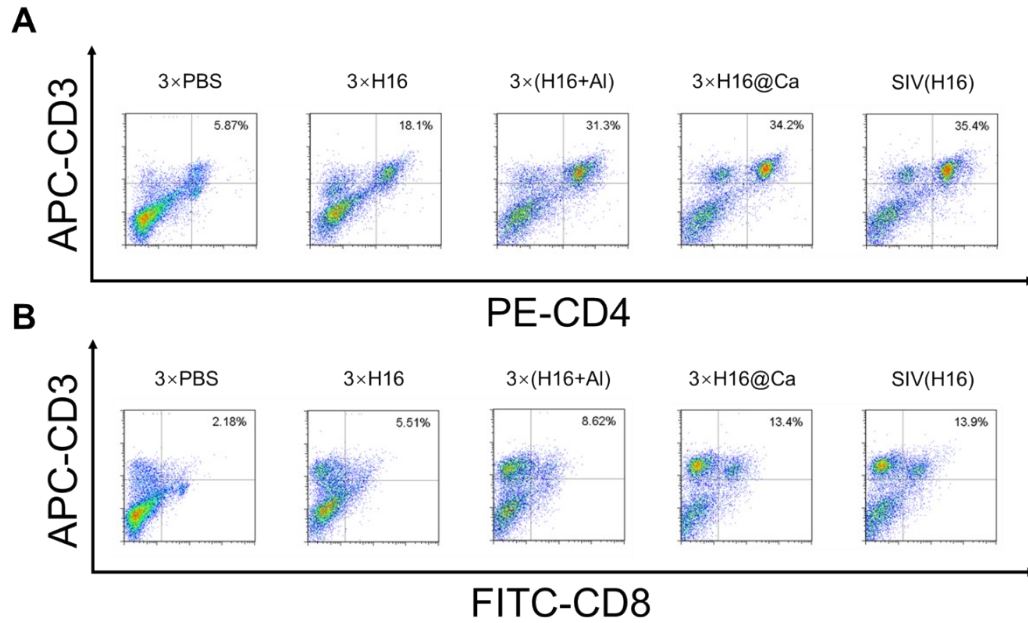 A
3×PBS
3×H16
3×(H16+Al)
3×H16@Ca
SIV(H16)
APC-CD3
5.87%
18.1%
31.3%
34.2%
35.4%
PE-CD4
B
3×PBS
3×H16
3×(H16+Al)
3×H16@Ca
SIV(H16)
APC-CD3
2.18%
5.51%
8.62%
13.4%
13.9%
FITC-CD8